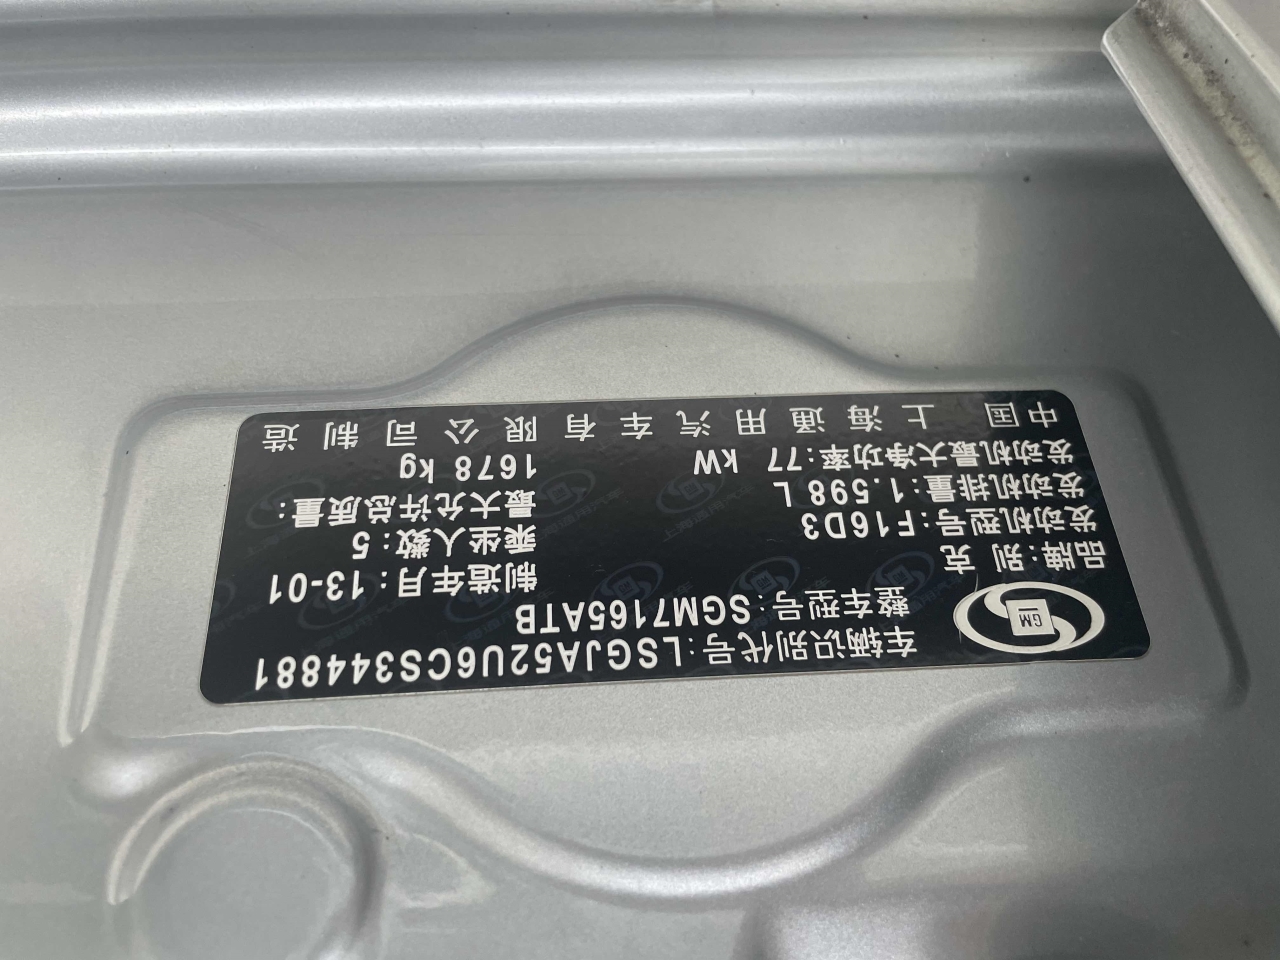 车辆识别代号:LSGJA52U6CS344881
整车型号:SGM7165ATB
品牌:别 克
制造年月:13-01
发动机型号:F16D3
乘坐人数:5
发动机排量:1.598 L
最大允许总质量:
发动机最大净功率:77 kW
1678 kg
中国 上海通用汽车有限公司制造
GM